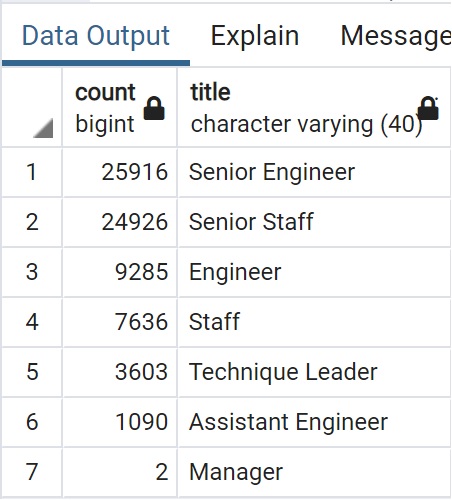 Data Output Explain Message
count title
bigint character varying (40)
1 25916 Senior Engineer
2 24926 Senior Staff
3 9285 Engineer
4 7636 Staff
5 3603 Technique Leader
6 1090 Assistant Engineer
7 2 Manager